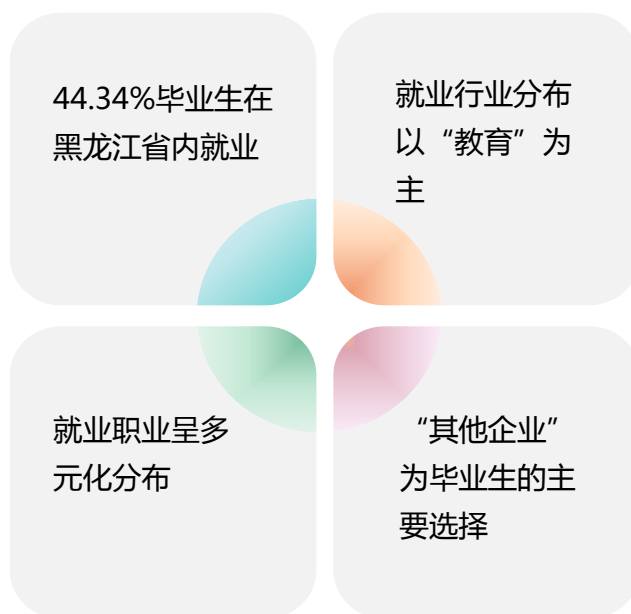 44.34%毕业生在
黑龙江省内就业
就业行业分布
以“教育”为
主
就业职业呈多
元化分布
“其他企业”
为毕业生的主
要选择